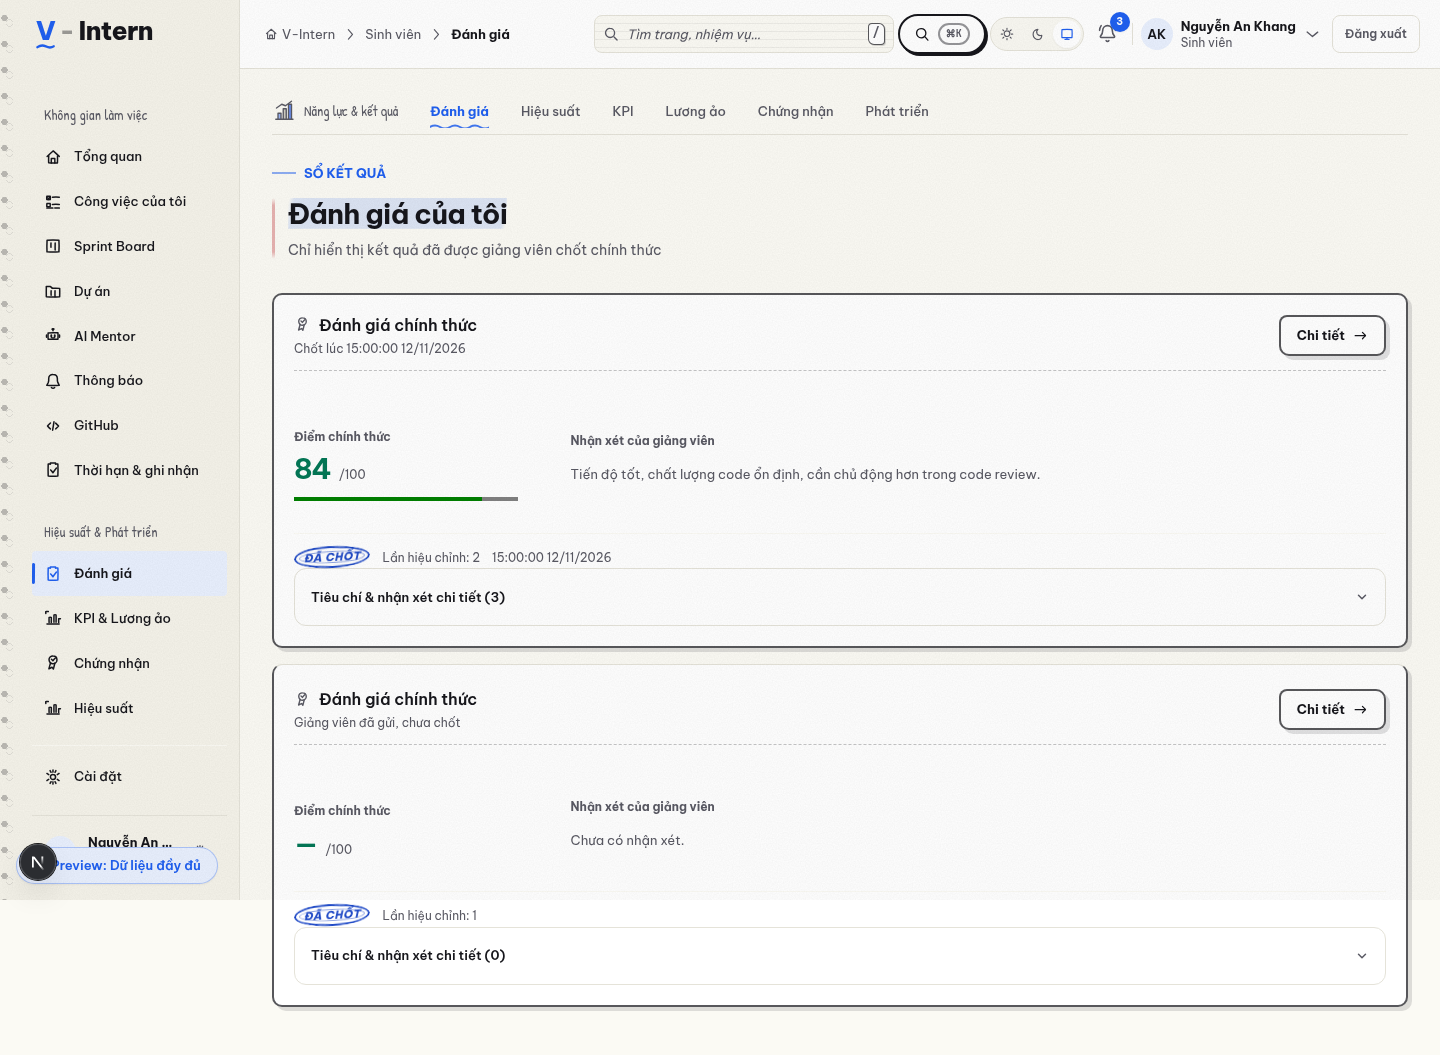 V - Intern
V-Intern > Sinh viên > Đánh giá
Tìm trang, nhiệm vụ...
/
⌘K
3
AK
Nguyễn An Khang
Sinh viên
Đăng xuất
Không gian làm việc
Tổng quan
Công việc của tôi
Sprint Board
Dự án
AI Mentor
Thông báo
GitHub
Thời hạn & ghi nhận
Hiệu suất & Phát triển
Đánh giá
KPI & Lương ảo
Chứng nhận
Hiệu suất
Cài đặt
Nguyễn An ...
N
Preview: Dữ liệu đầy đủ
Năng lực & kết quả
Đánh giá
Hiệu suất
KPI
Lương ảo
Chứng nhận
Phát triển
SỔ KẾT QUẢ
Đánh giá của tôi
Chỉ hiển thị kết quả đã được giảng viên chốt chính thức
Đánh giá chính thức
Chốt lúc 15:00:00 12/11/2026
Chi tiết →
Điểm chính thức
84 /100
Nhận xét của giảng viên
Tiến độ tốt, chất lượng code ổn định, cần chủ động hơn trong code review.
ĐÃ CHỐT Lần hiệu chỉnh: 2 15:00:00 12/11/2026
Tiêu chí & nhận xét chi tiết (3)
Đánh giá chính thức
Giảng viên đã gửi, chưa chốt
Chi tiết →
Điểm chính thức
– /100
Nhận xét của giảng viên
Chưa có nhận xét.
ĐÃ CHỐT Lần hiệu chỉnh: 1
Tiêu chí & nhận xét chi tiết (0)